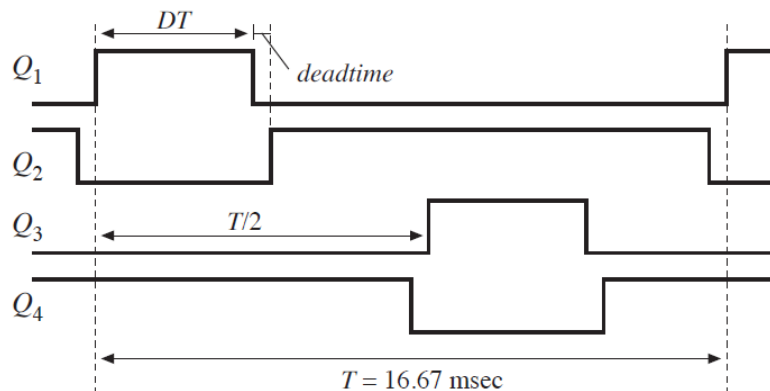 DT
Q1
deadtime
Q2
Q3
T/2
Q4
T = 16.67 msec